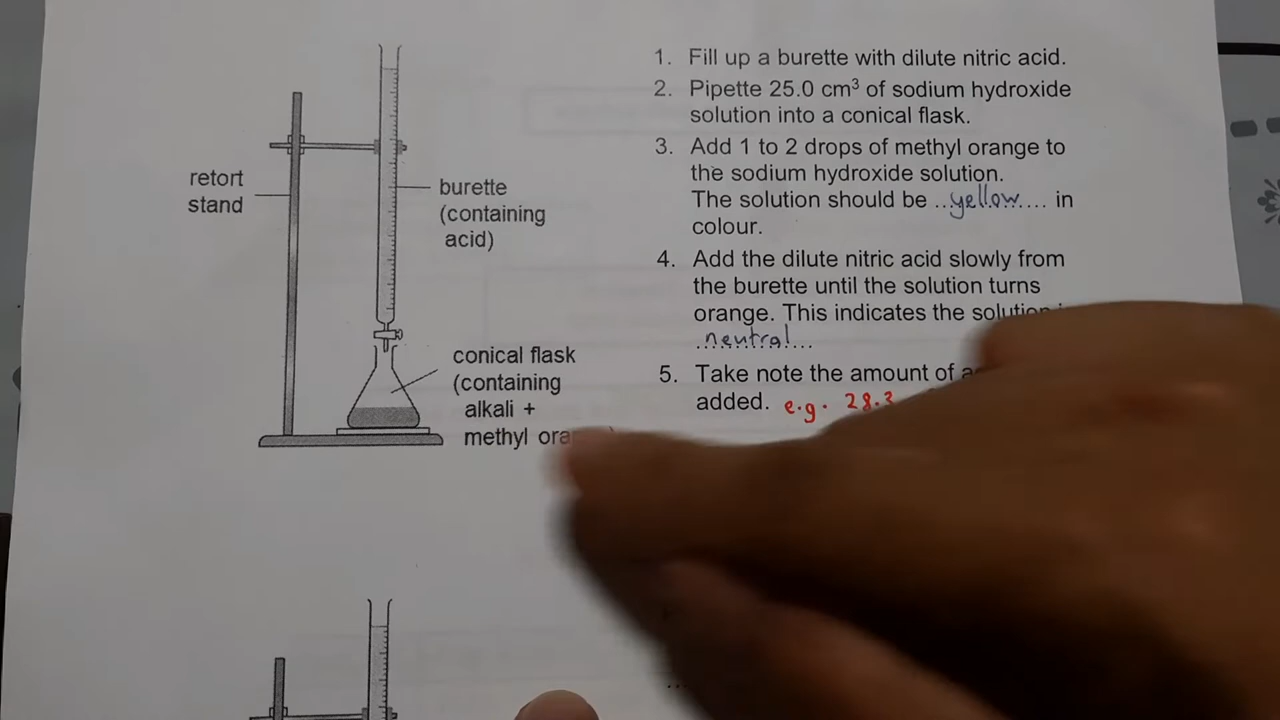 retort
stand
burette
(containing
acid)
conical flask
(containing
alkali +
methyl
1. Fill up a burette with dilute nitric acid.
2. Pipette 25.0 cm³ of sodium hydroxide
solution into a conical flask.
3. Add 1 to 2 drops of methyl orange to
the sodium hydroxide solution.
The solution should be ..yellow.... in
colour.
4. Add the dilute nitric acid slowly from
the burette until the solution turns
orange. This indicates the solution
..neutral...
5. Take note the amount of
added. e.g. 28.3